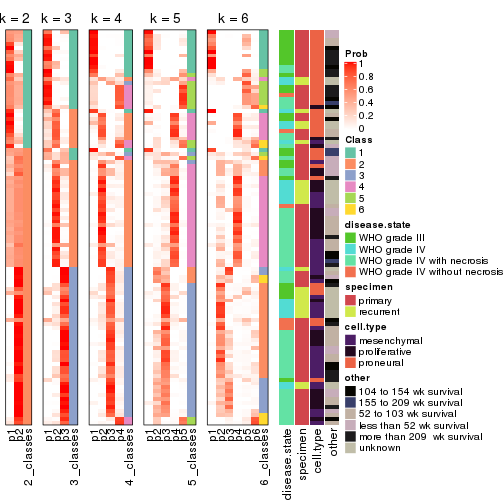 k = 2 k = 3 k = 4 k = 5 k = 6
Prob
1
0.8
0.6
0.4
0.2
0
Class
1
2
3
4
5
6
disease.state
WHO grade III
WHO grade IV
WHO grade IV with necrosis
WHO grade IV without necrosis
specimen
primary
recurrent
cell.type
mesenchymal
proliferative
proneural
other
104 to 154 wk survival
155 to 209 wk survival
52 to 103 wk survival
less than 52 wk survival
more than 209 wk survival
unknown
p1 p2 2_classes p1 p2 p3 3_classes p1 p2 p3 p4 4_classes p1 p2 p3 p4 p5 5_classes p1 p2 p3 p4 p5 p6 6_classes disease.state specimen cell.type other